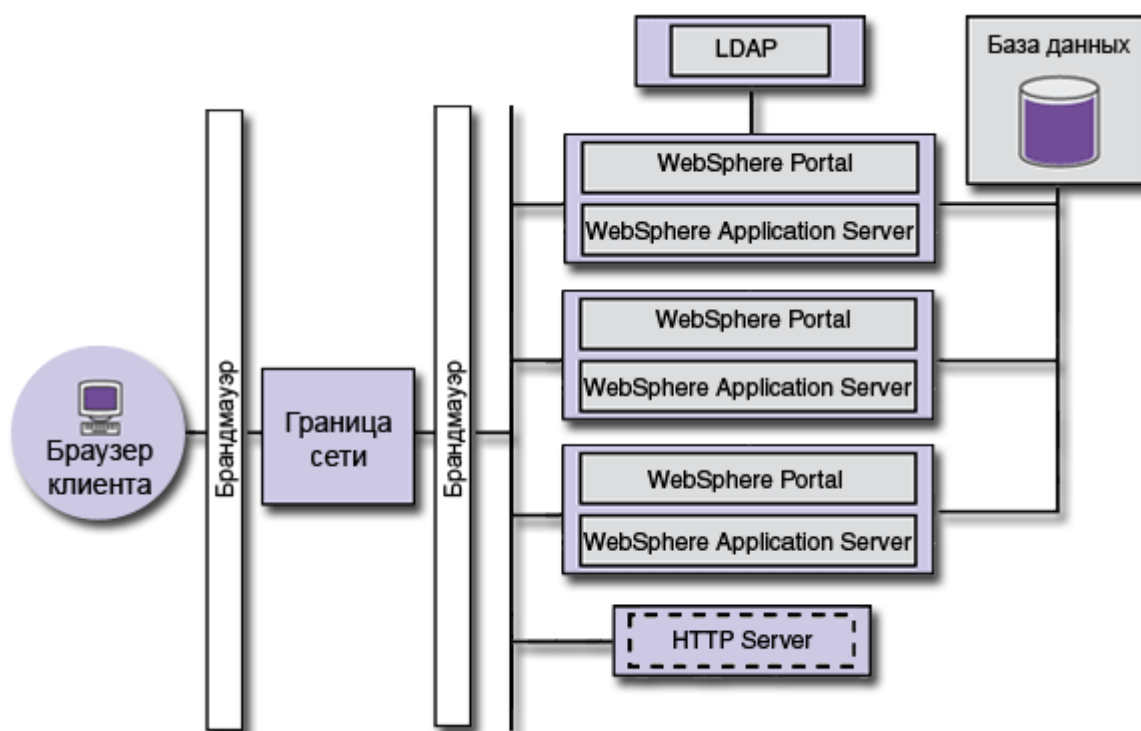 LDAP
База данных
WebSphere Portal
WebSphere Application Server
WebSphere Portal
WebSphere Application Server
Браузер
клиента
Брандмауэр
Граница
сети
Брандмауэр
WebSphere Portal
WebSphere Application Server
HTTP Server